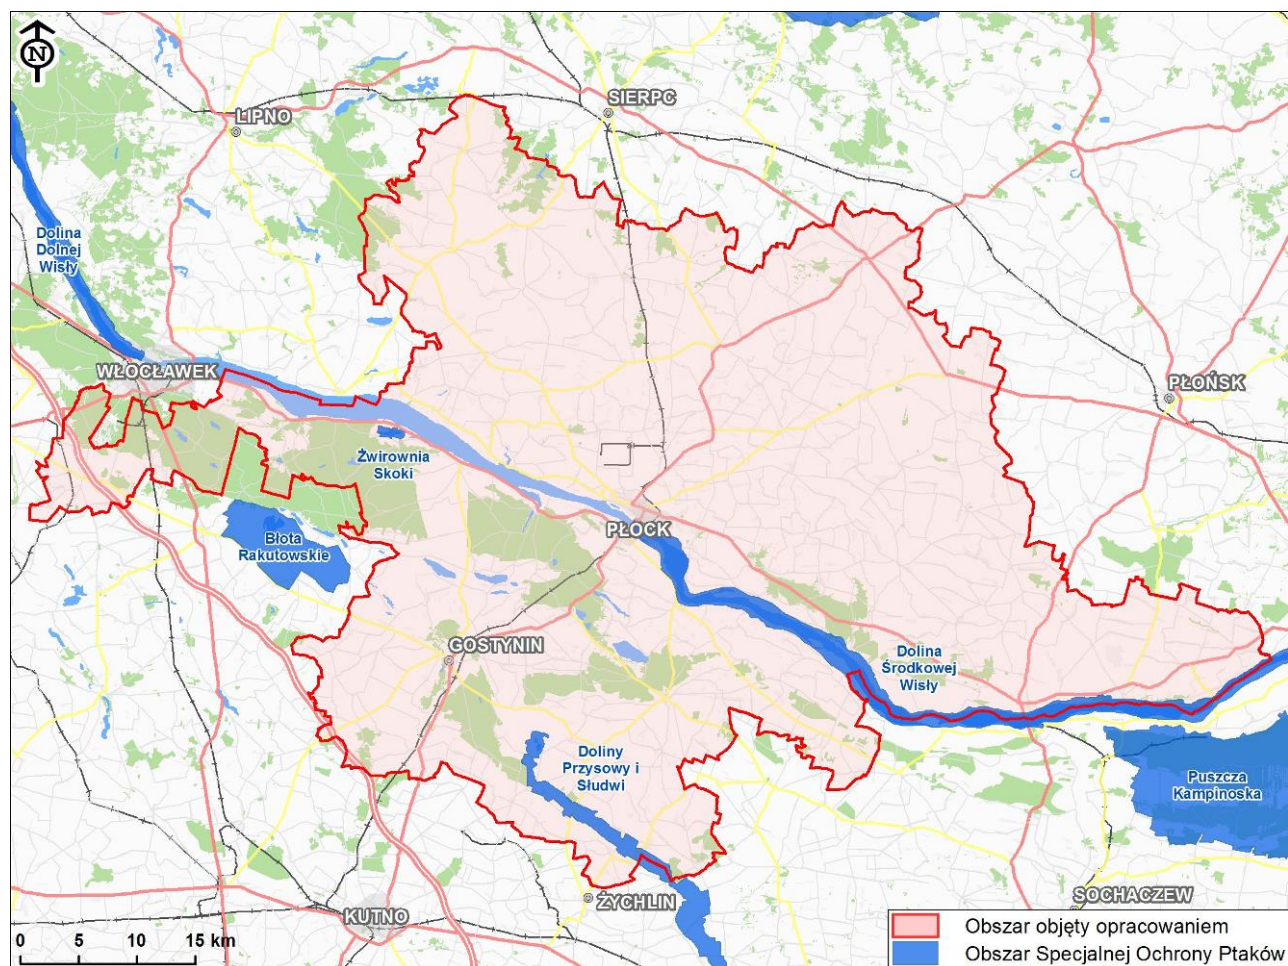 N
SIERPC
LIPNO
Dolina
Dolnej
Wisły
WŁOCŁAWEK
PŁOŃSK
Żwirownia
Skoki
PŁOCK
Błota
Rakutowskie
GOSTYNIN
Dolina
Środkowej
Wisły
Doliny
Przysowy i
Słudwi
Puszcza
Kampinoska
ŻYCHLIN
SOCHACZEW
KUTNO
0 5 10 15 km
Obszar objęty opracowaniem
Obszar Specjalnej Ochrony Ptaków